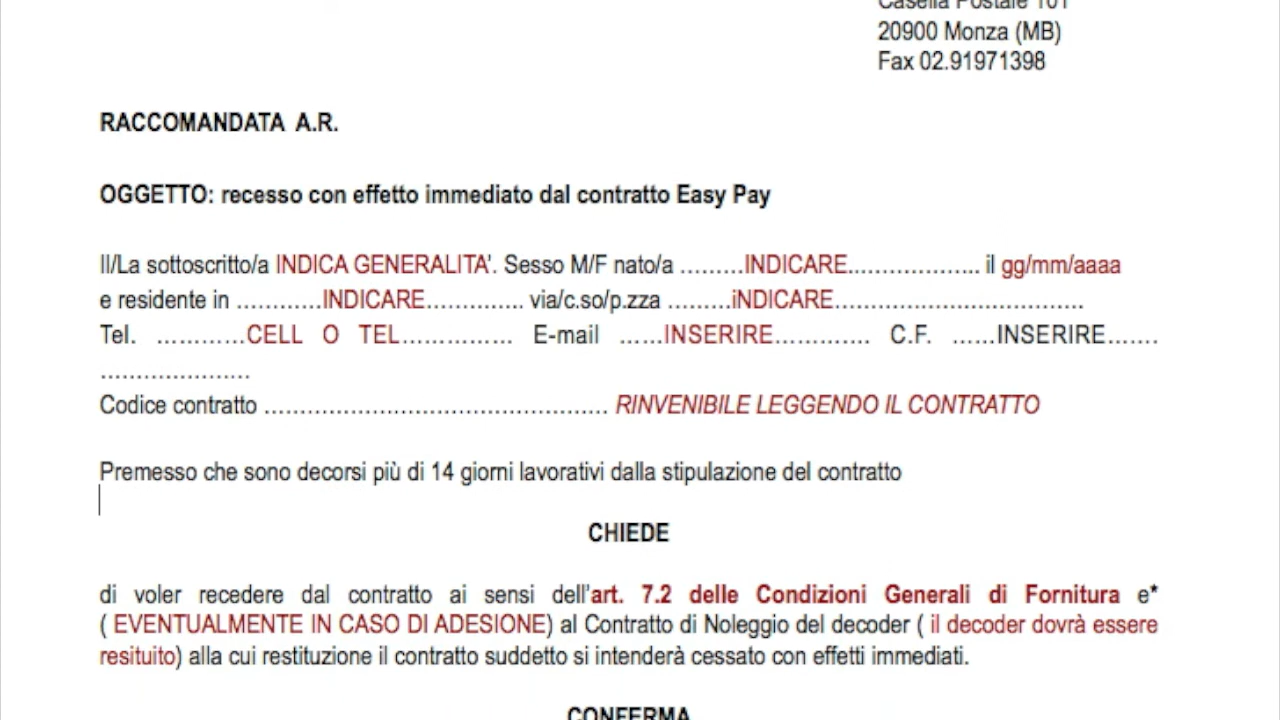 Casella Postale 101
20900 Monza (MB)
Fax 02.91971398
RACCOMANDATA A.R.
OGGETTO: recesso con effetto immediato dal contratto Easy Pay
Il/La sottoscritto/a INDICA GENERALITA'. Sesso M/F nato/a .........INDICARE................... il gg/mm/aaaa
e residente in ............INDICARE.............. via/c.so/p.zza .........iNDICARE...................................
Tel. ............CELL O TEL............... E-mail ......INSERIRE............. C.F. ......INSERIRE.......
.....................
Codice contratto ................................................ RINVENIBILE LEGGENDO IL CONTRATTO
Premesso che sono decorsi più di 14 giorni lavorativi dalla stipulazione del contratto
CHIEDE
di voler recedere dal contratto ai sensi dell'art. 7.2 delle Condizioni Generali di Fornitura e*
( EVENTUALMENTE IN CASO DI ADESIONE) al Contratto di Noleggio del decoder ( il decoder dovrà essere
resituito) alla cui restituzione il contratto suddetto si intenderà cessato con effetti immediati.
CONFERMA